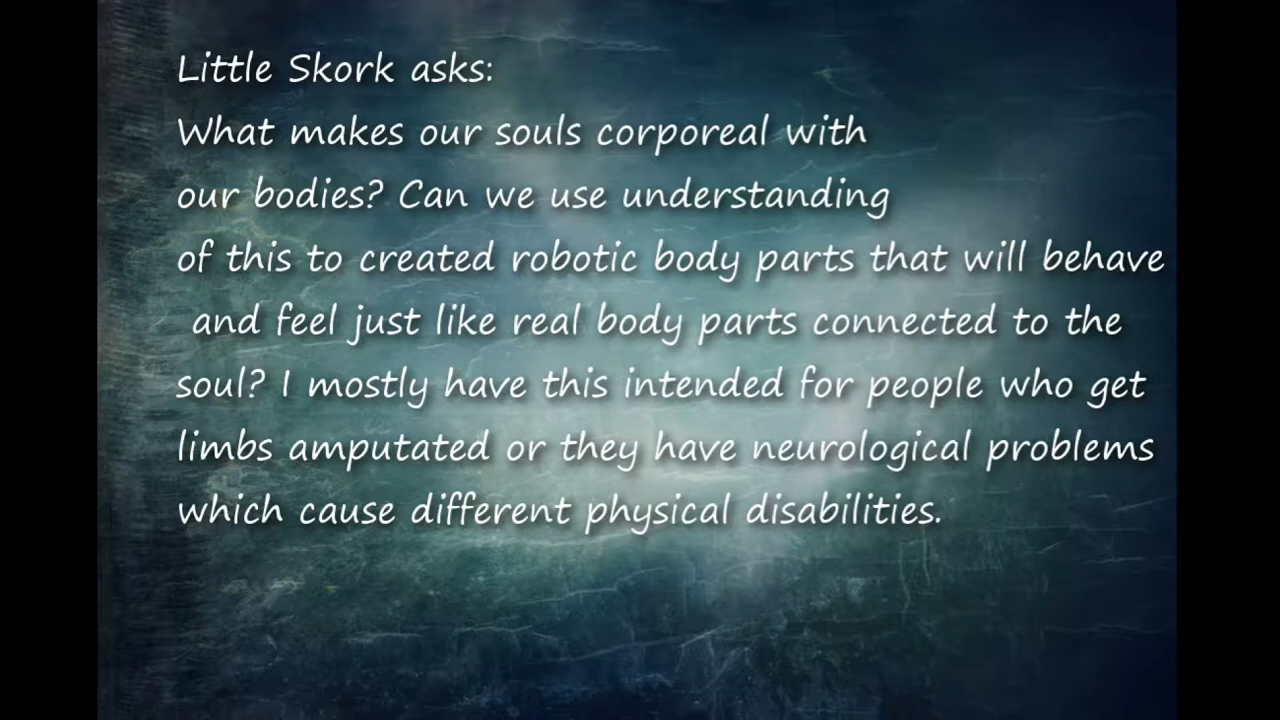 Little Skork asks:
What makes our souls corporeal with
our bodies? Can we use understanding
of this to created robotic body parts that will behave
and feel just like real body parts connected to the
soul? I mostly have this intended for people who get
limbs amputated or they have neurological problems
which cause different physical disabilities.